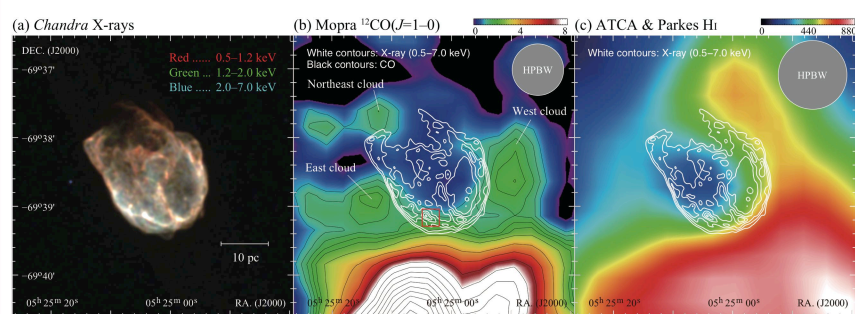 (a) Chandra X-rays
DEC. (J2000)
Red ...... 0.5–1.2 keV
Green ... 1.2–2.0 keV
Blue ..... 2.0–7.0 keV
−69°37′
−69°38′
−69°39′
−69°40′
10 pc
05ʰ 25ᵐ 20ˢ
05ʰ 25ᵐ 00ˢ
RA. (J2000)
(b) Mopra ¹²CO(J=1–0)
0 4 8
White contours: X-ray (0.5–7.0 keV)
Black contours: CO
HPBW
Northeast cloud
West cloud
East cloud
05ʰ 25ᵐ 20ˢ
05ʰ 25ᵐ 00ˢ
RA. (J2000)
(c) ATCA & Parkes HI
0 440 880
White contours: X-ray (0.5–7.0 keV)
HPBW
05ʰ 25ᵐ 20ˢ
05ʰ 25ᵐ 00ˢ
RA. (J2000)